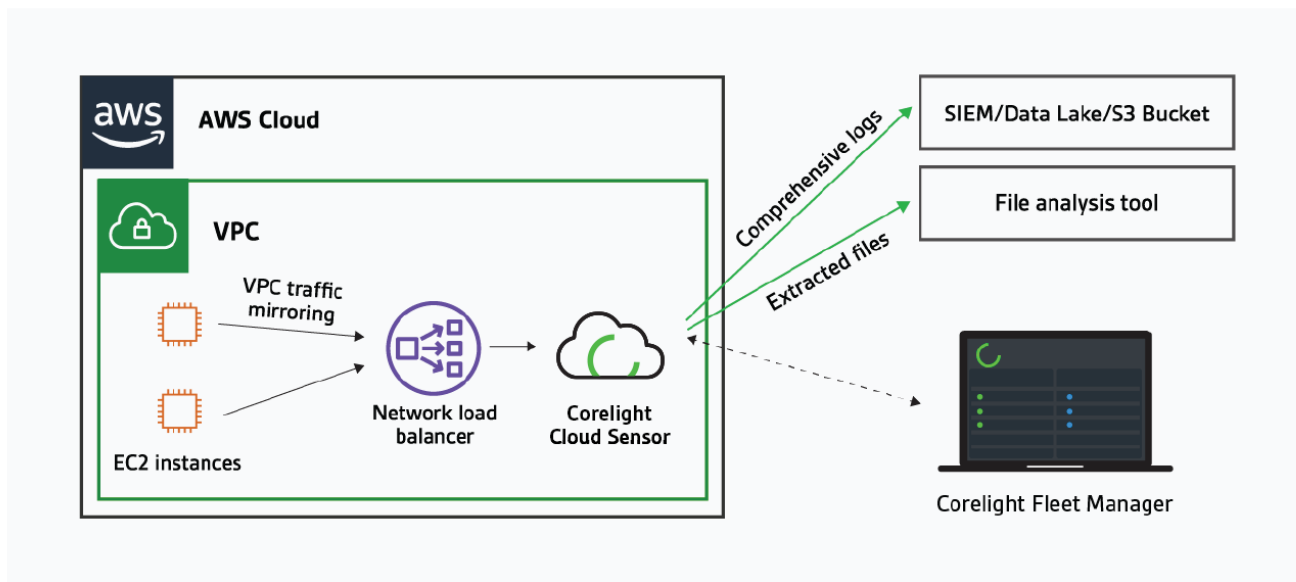 aws
AWS Cloud
VPC
VPC traffic
mirroring
EC2 instances
Network load
balancer
Corelight
Cloud Sensor
Comprehensive logs
Extracted files
SIEM/Data Lake/S3 Bucket
File analysis tool
Corelight Fleet Manager